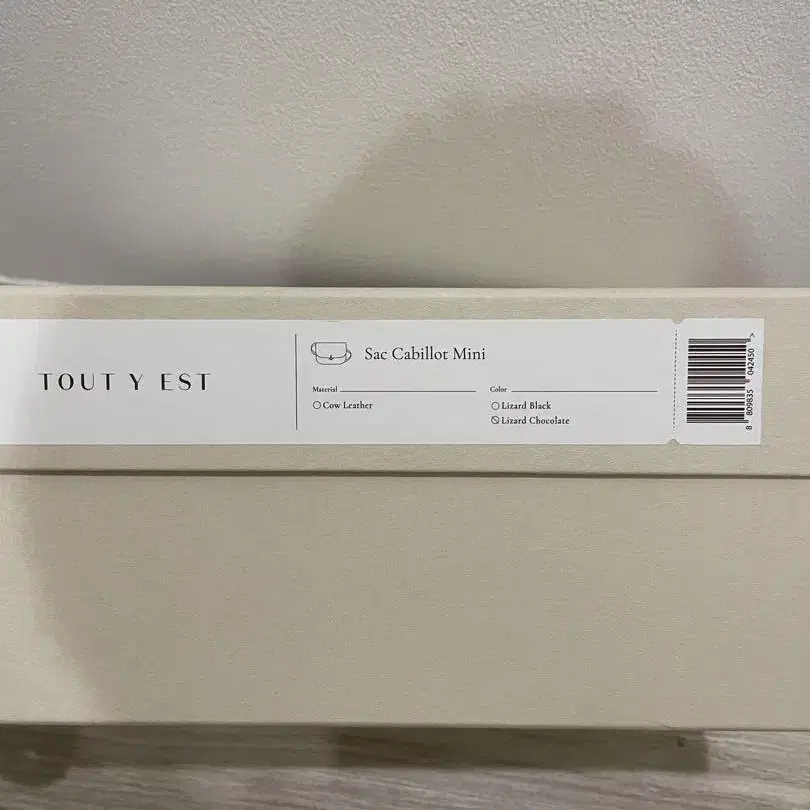 TOUT Y EST
Sac Cabillot Mini
Material
Cow Leather
Color
Lizard Black
Lizard Chocolate
8 809835 042450 >